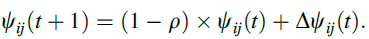 ψij(t + 1) = (1 − ρ) × ψij(t) + Δψij(t).